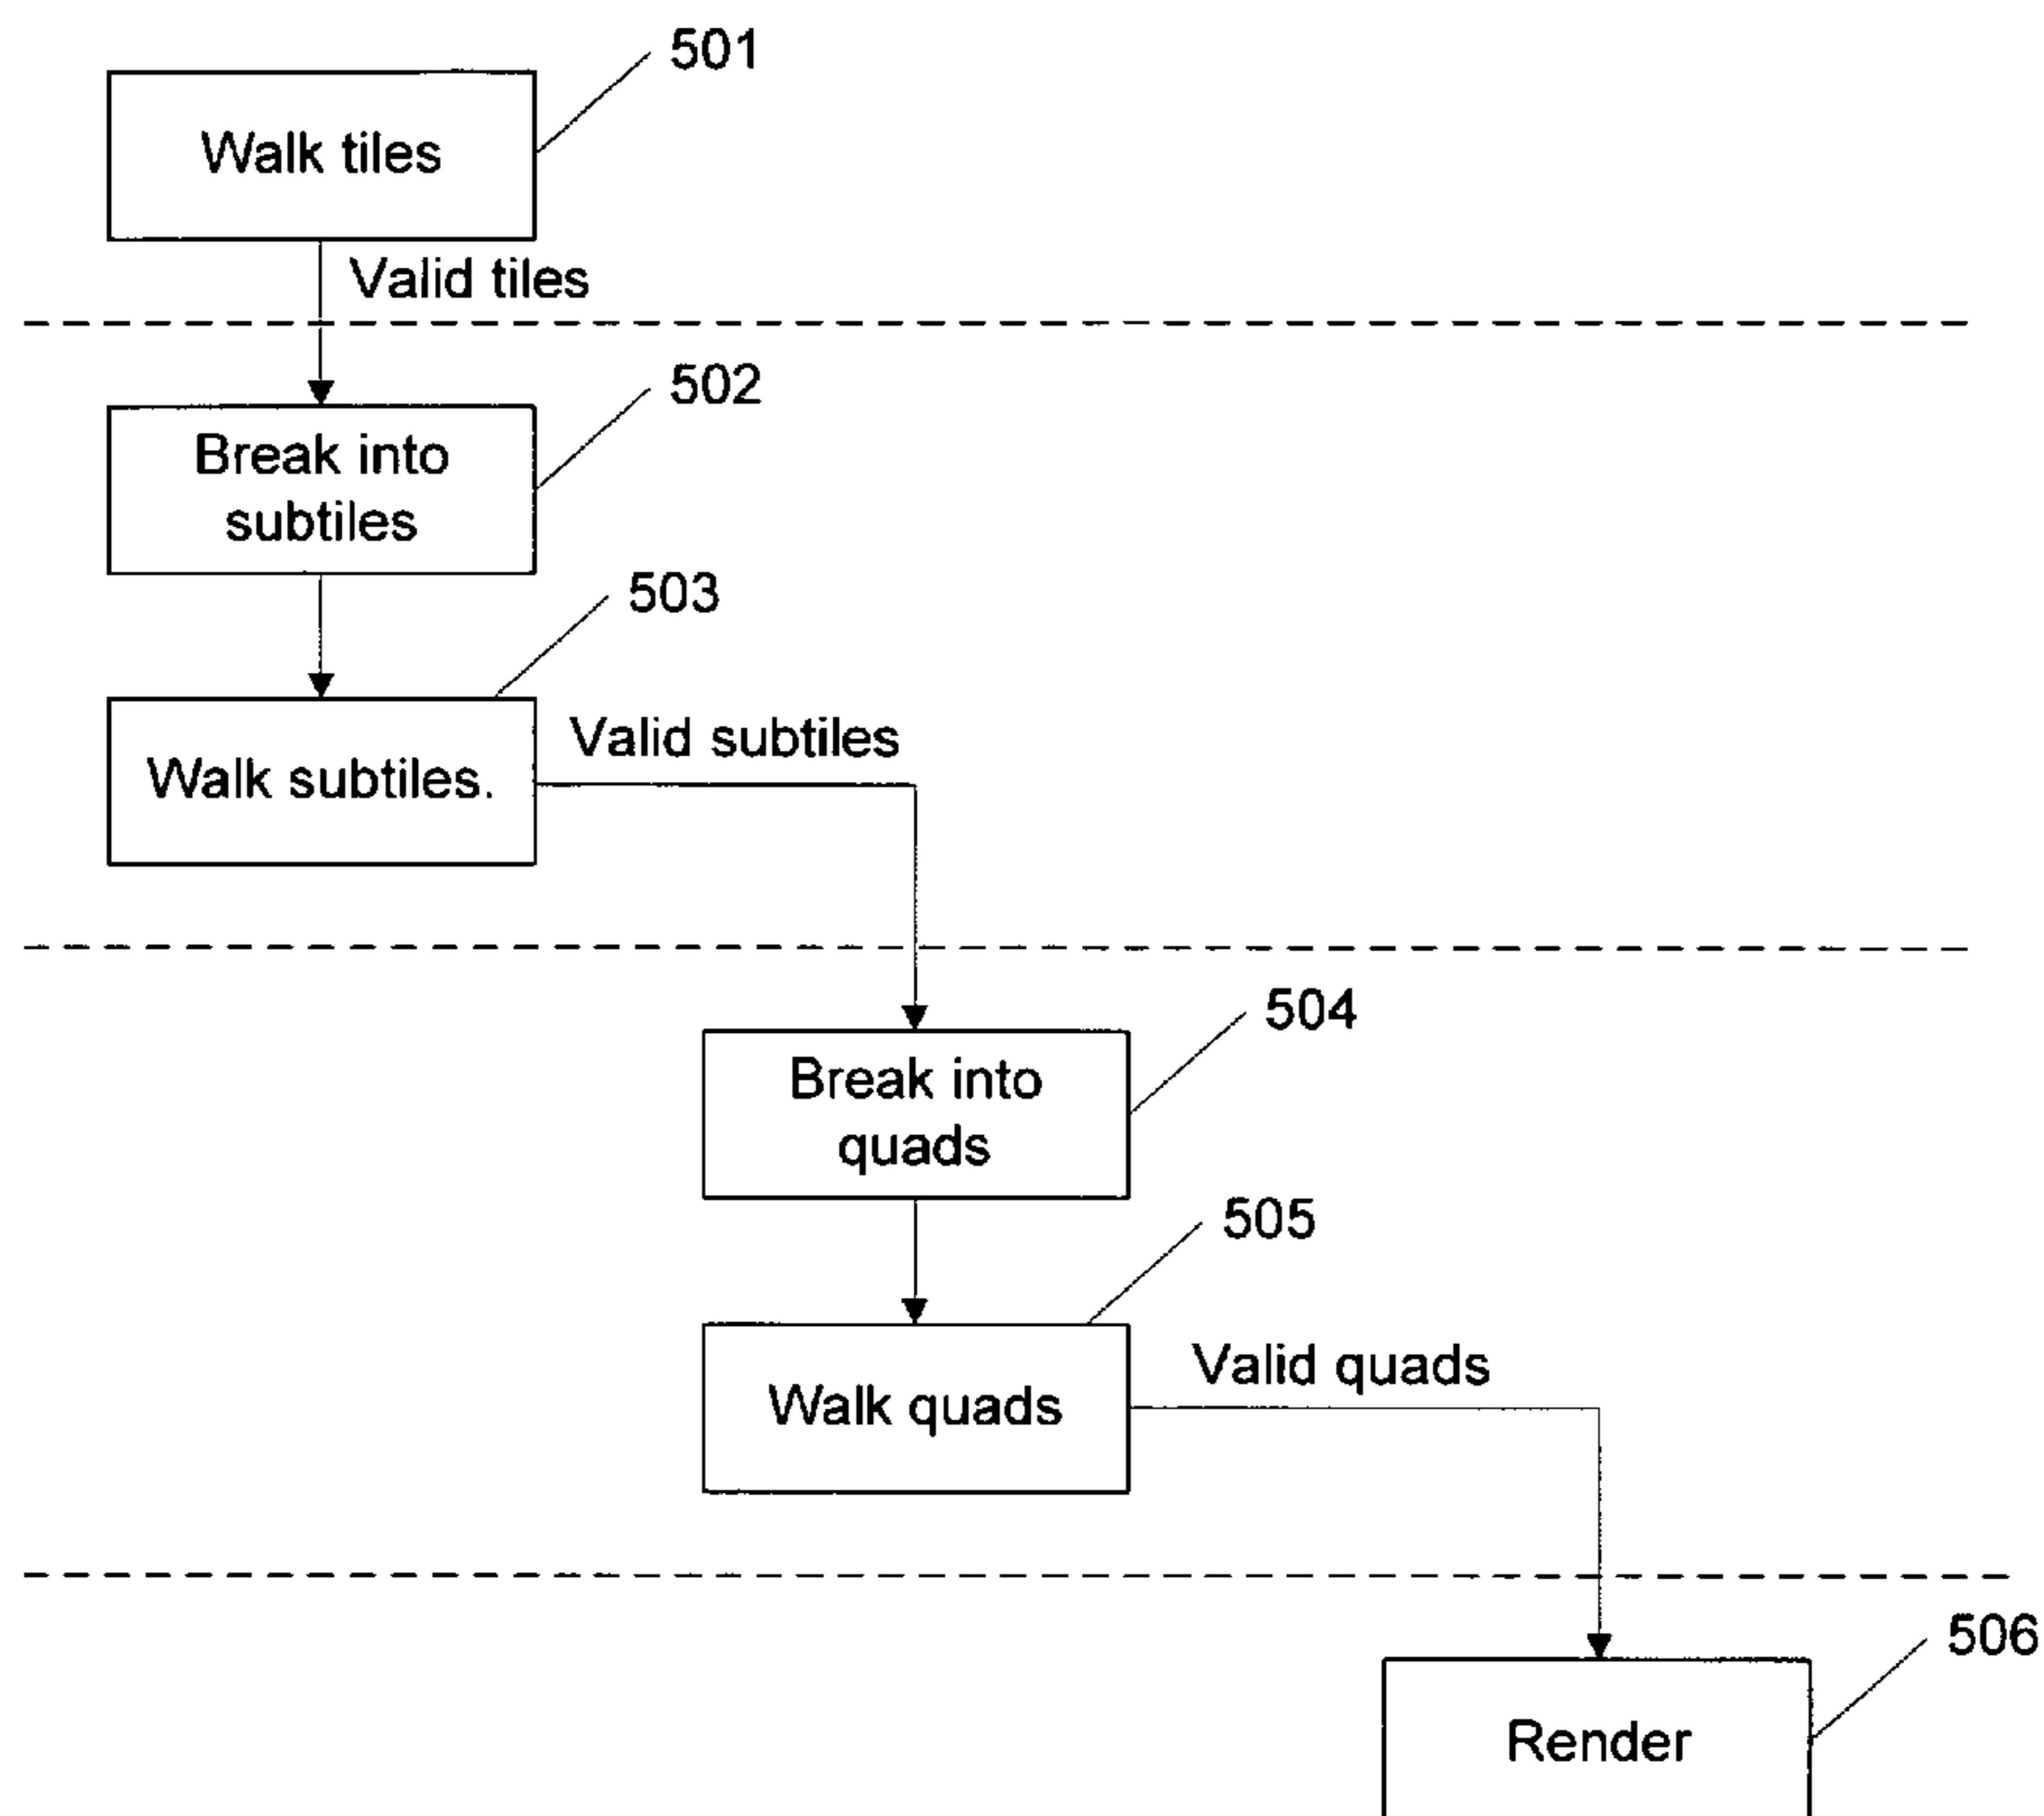 501
Walk tiles
Valid tiles
502
Break into
subtiles
503
Valid subtiles
Walk subtiles.
504
Break into
quads
505
Valid quads
Walk quads
506
Render